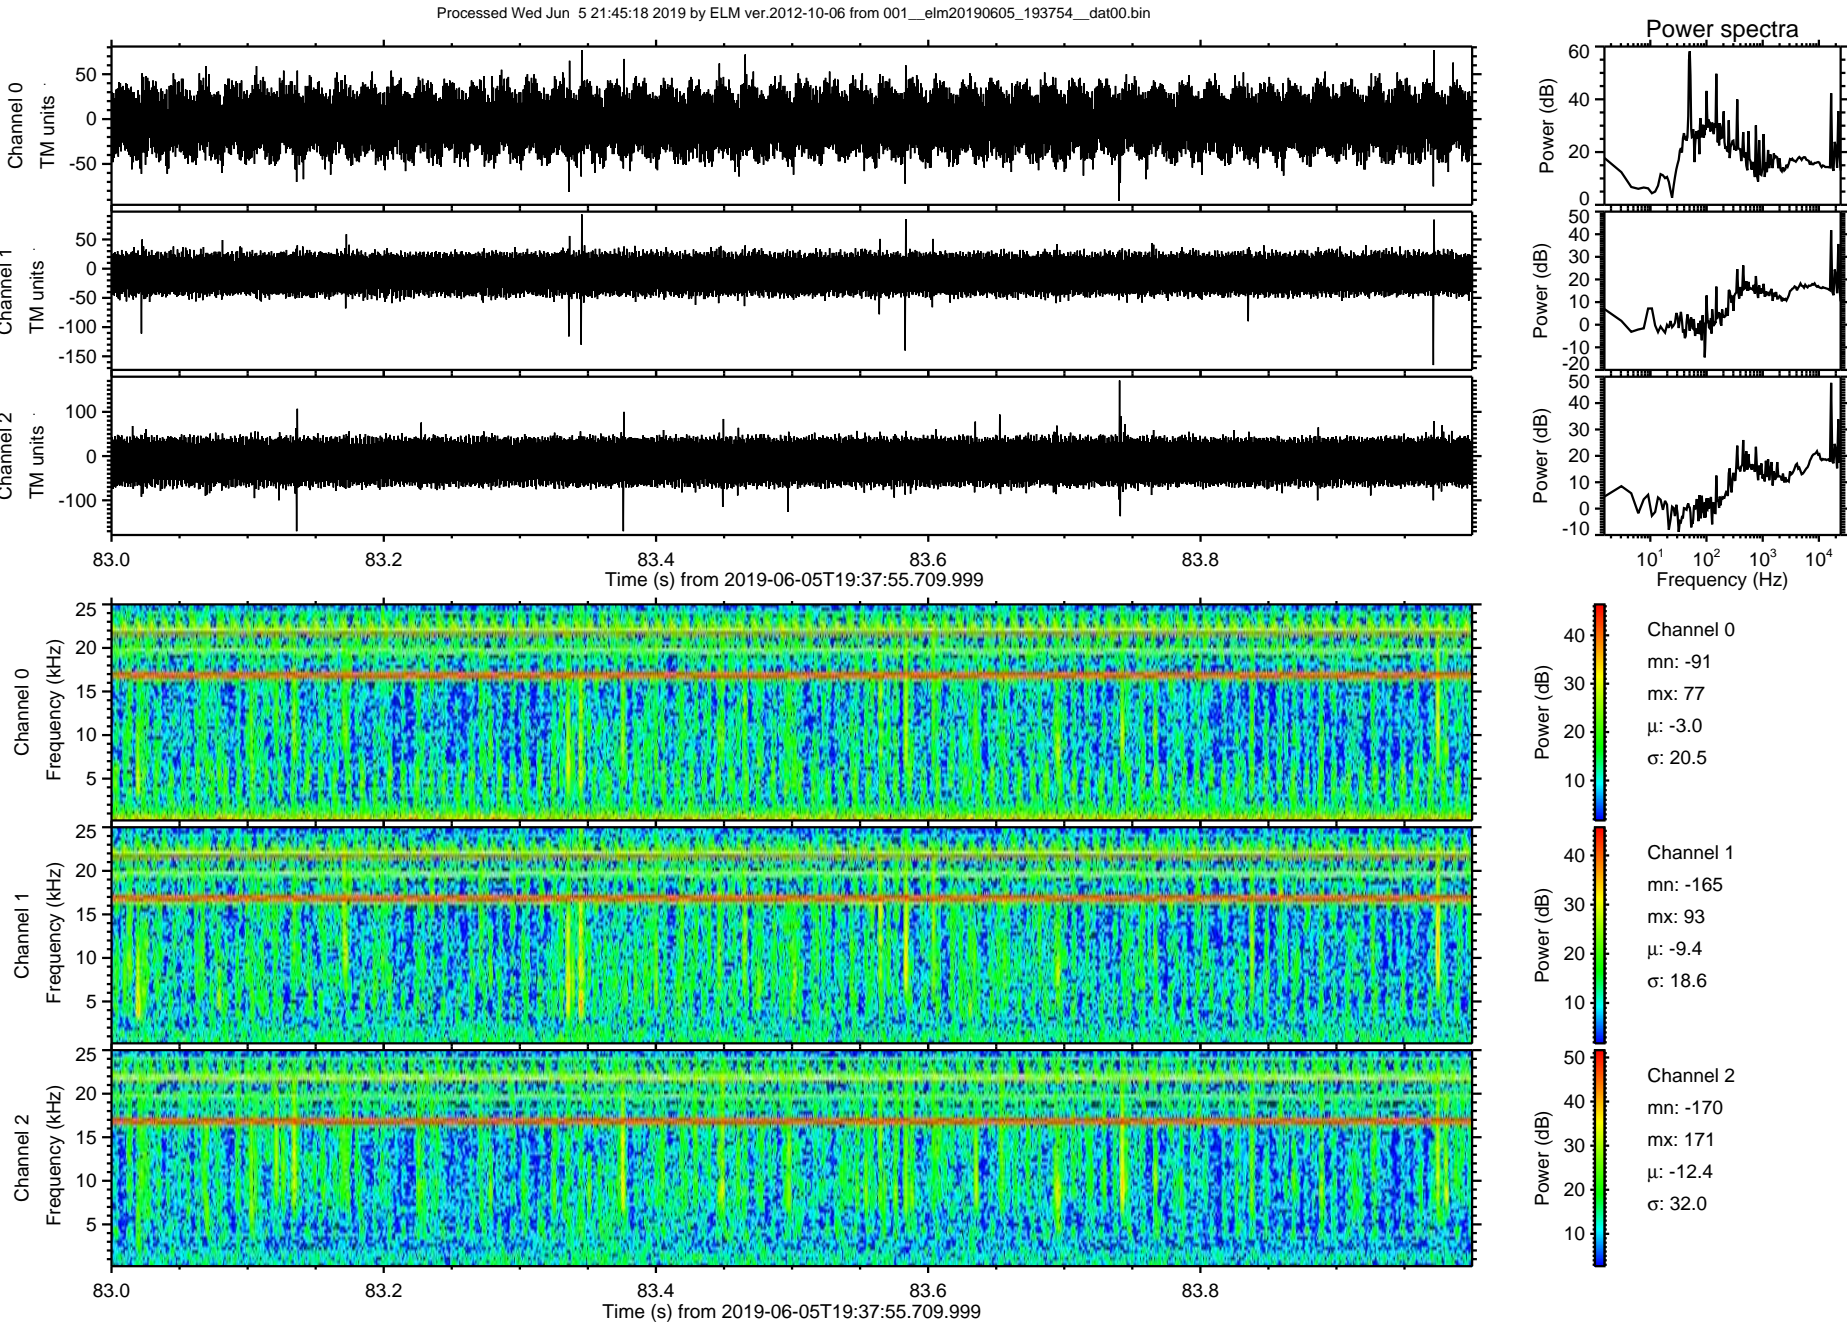 Processed Wed Jun  5 21:45:18 2019 by ELM ver.2012-10-06 from 001__elm20190605_193754__dat00.bin
Power spectra
Channel 0
TM units
50
0
-50
Power (dB)
60
40
20
0
Channel 1
TM units
50
0
-50
-100
-150
Power (dB)
50
40
30
20
10
0
-10
-20
Channel 2
TM units
100
0
-100
Power (dB)
50
40
30
20
10
0
-10
83.0 83.2 83.4 83.6 83.8
Time (s) from 2019-06-05T19:37:55.709.999
10^1 10^2 10^3 10^4
Frequency (Hz)
Channel 0
Frequency (kHz)
25
20
15
10
5
Power (dB)
40
30
20
10
Channel 0
mn: -91
mx: 77
μ: -3.0
σ: 20.5
Channel 1
Frequency (kHz)
25
20
15
10
5
Power (dB)
40
30
20
10
Channel 1
mn: -165
mx: 93
μ: -9.4
σ: 18.6
Channel 2
Frequency (kHz)
25
20
15
10
5
Power (dB)
50
40
30
20
10
Channel 2
mn: -170
mx: 171
μ: -12.4
σ: 32.0
83.0 83.2 83.4 83.6 83.8
Time (s) from 2019-06-05T19:37:55.709.999